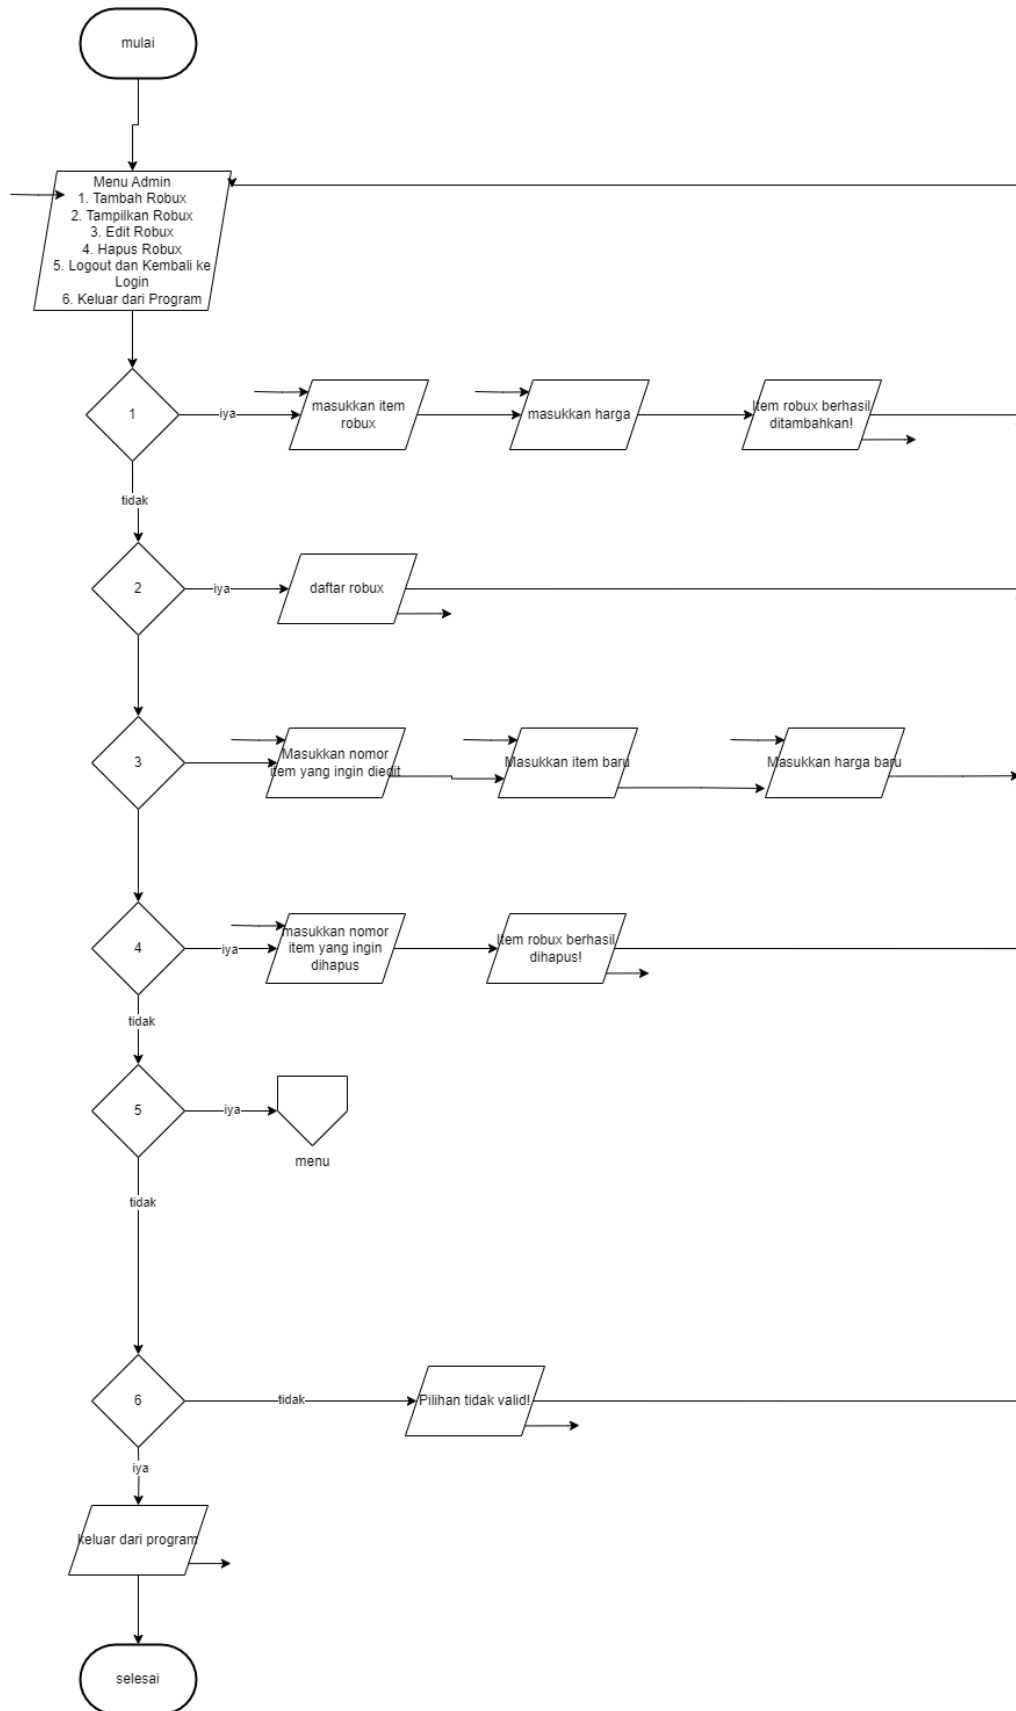 mulai
Menu Admin
1. Tambah Robux
2. Tampilkan Robux
3. Edit Robux
4. Hapus Robux
5. Logout dan Kembali ke
Login
6. Keluar dari Program
1
iya
masukkan item
robux
masukkan harga
Item robux berhasil
ditambahkan!
tidak
2
iya
daftar robux
3
Masukkan nomor
item yang ingin diedit
Masukkan item baru
Masukkan harga baru
4
iya
masukkan nomor
item yang ingin
dihapus
Item robux berhasil
dihapus!
tidak
5
iya
menu
tidak
6
tidak
Pilihan tidak valid!
iya
keluar dari program
selesai